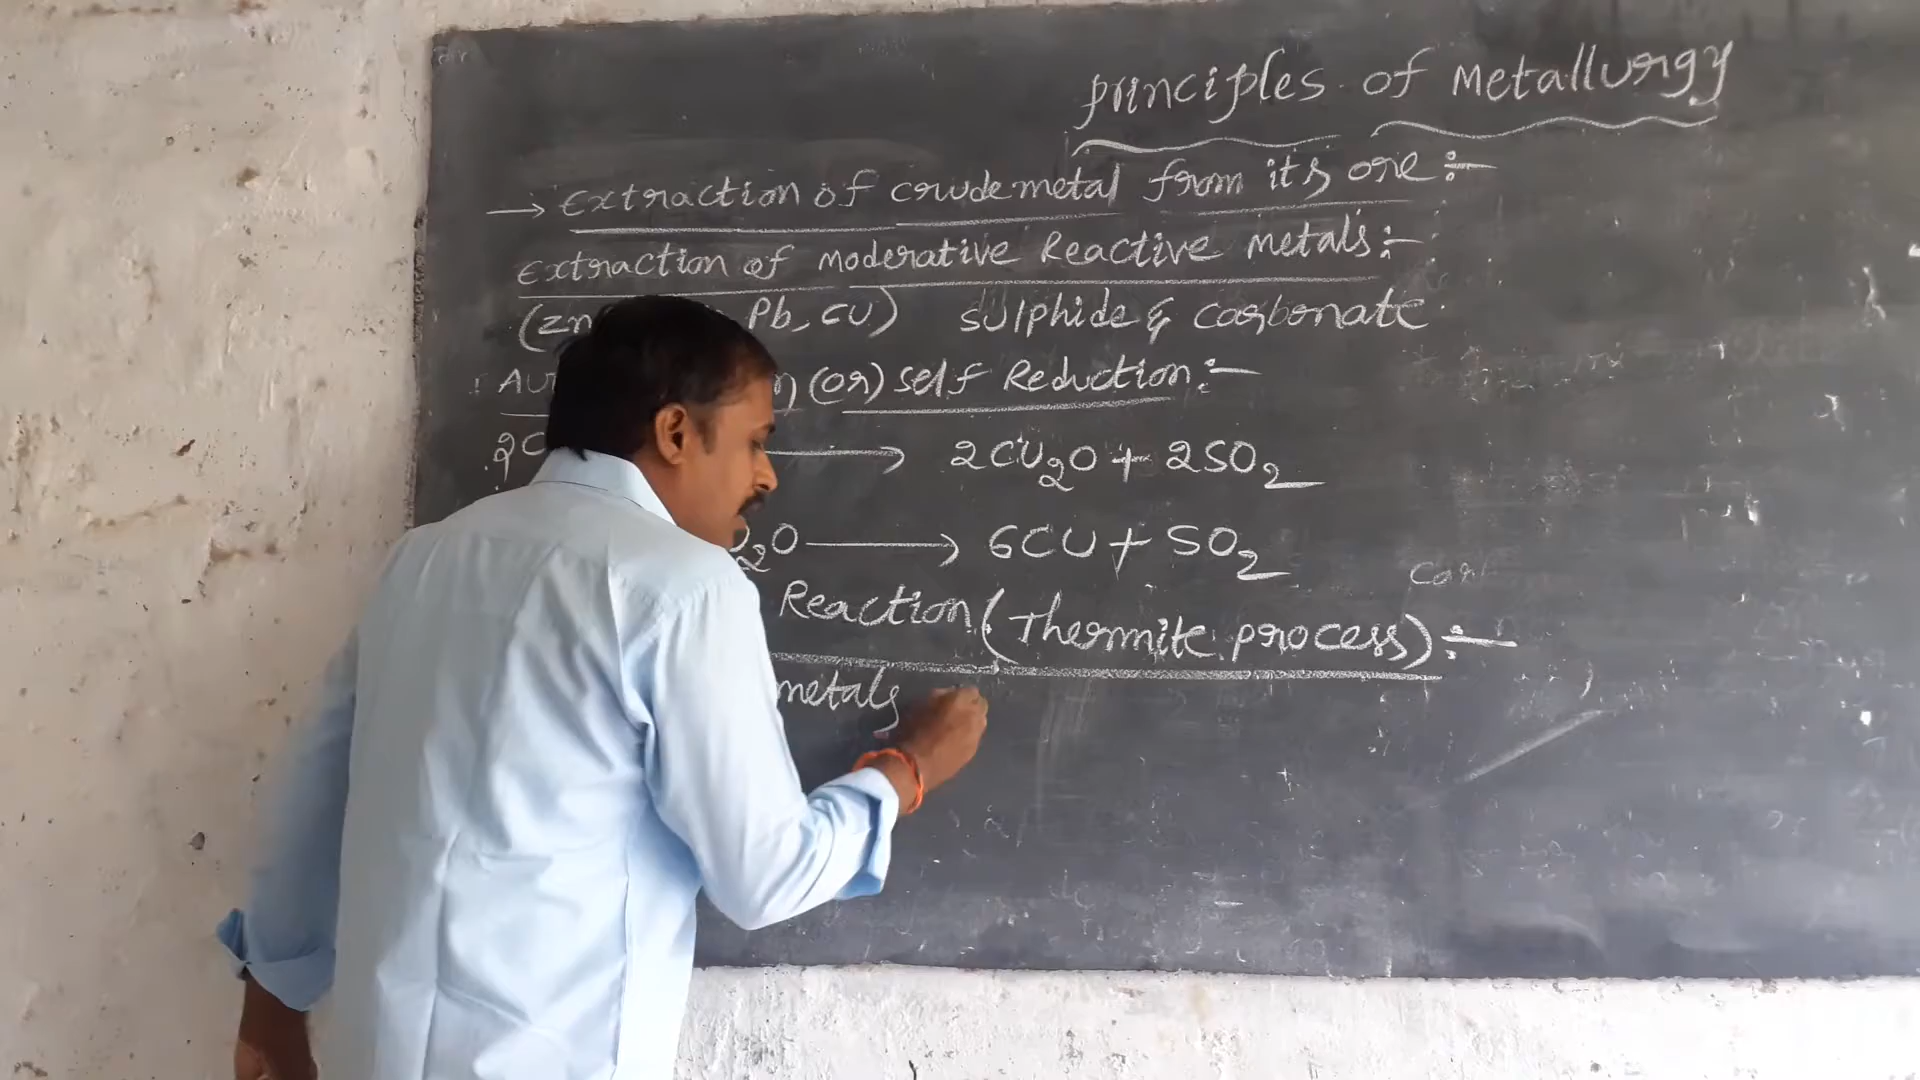 principles of Metallurgy
→ Extraction of crude metal from its ore :-
Extraction of moderative Reactive metals :-
(Zn Pb, Cu) sulphide & carbonate
(or) self Reduction :-
→ 2Cu₂O + 2SO₂
₂O → 6Cu + SO₂
Reaction (Thermite process) :-
metals